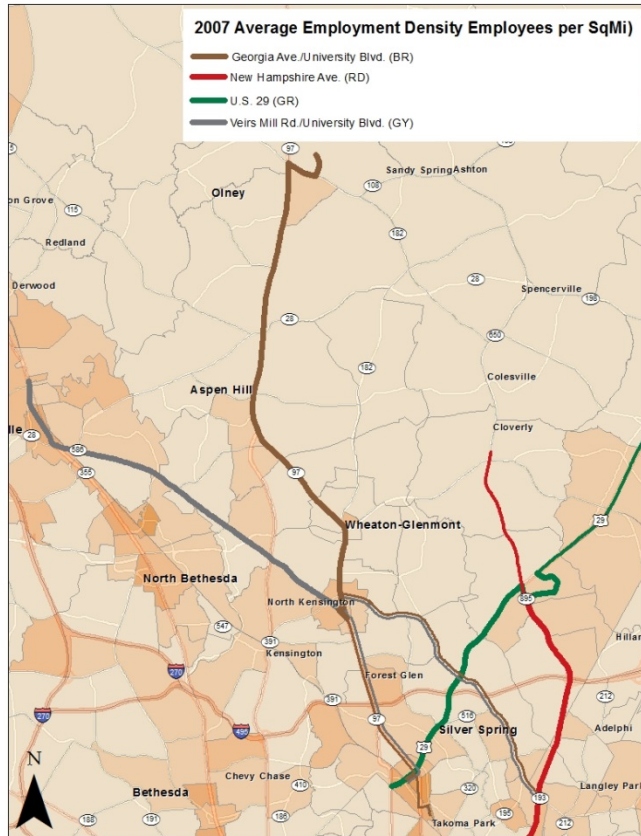 2007 Average Employment Density Employees per SqMi)
Georgia Ave./University Blvd. (BR)
New Hampshire Ave. (RD)
U.S. 29 (GR)
Veirs Mill Rd./University Blvd. (GY)
97
Sandy Spring Ashton
108
Olney
on Grove
115
182
Redland
Derwood
28
Spencerville
198
28
650
182
Colesville
Aspen Hill
Cloverly
lle
28
586
355
97
29
Wheaton-Glenmont
North Bethesda
North Kensington
695
547
Kensington
391
Hillan
270
Forest Glen
391
212
270
97
516
Adelphi
495
Silver Spring
29
N
Chevy Chase
410
Bethesda
320
193
Langley Park
188
191
186
195
212
Takoma Park